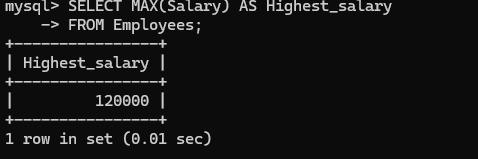 mysql> SELECT MAX(Salary) AS Highest_salary
    -> FROM Employees;
+----------------+
| Highest_salary |
+----------------+
|         120000 |
+----------------+
1 row in set (0.01 sec)